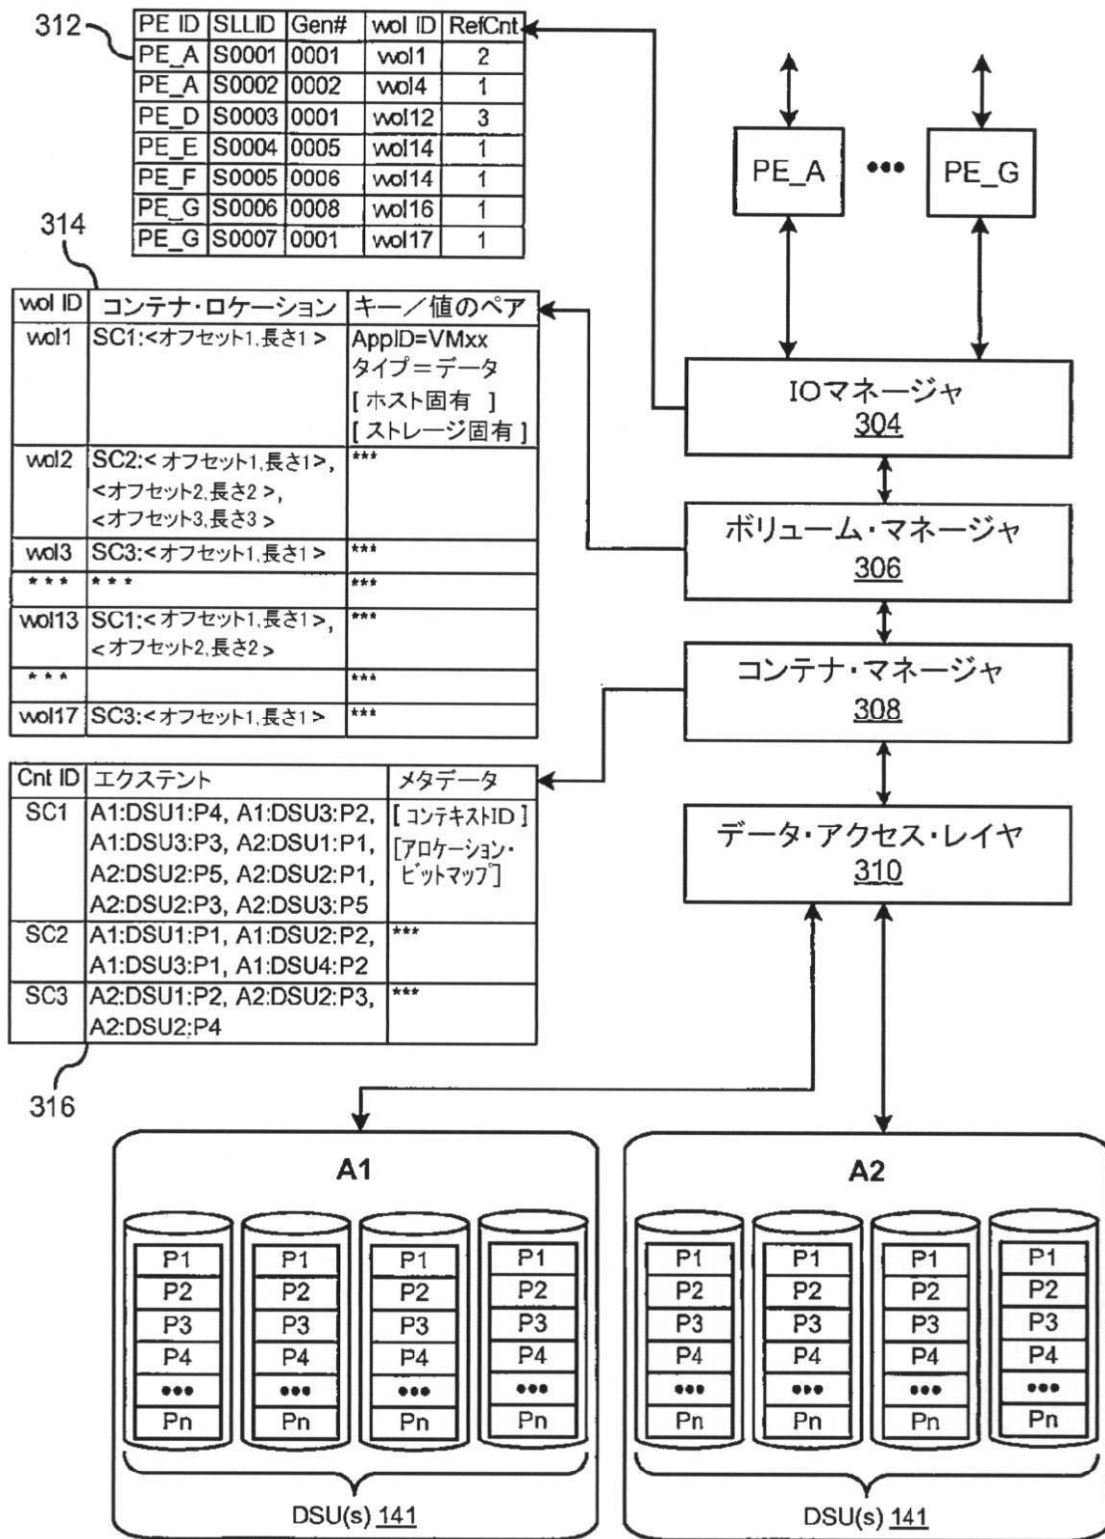 312
PE ID SLLID Gen# vvol ID RefCnt
PE_A S0001 0001 vvol1 2
PE_A S0002 0002 vvol4 1
PE_D S0003 0001 vvol12 3
PE_E S0004 0005 vvol14 1
PE_F S0005 0006 vvol14 1
PE_G S0006 0008 vvol16 1
PE_G S0007 0001 vvol17 1
PE_A ••• PE_G
314
vvol ID コンテナ・ロケーション キー/値のペア
vvol1 SC1:<オフセット1,長さ1> AppID=VMxx
タイプ=データ
[ ホスト固有 ]
[ ストレージ固有 ]
vvol2 SC2:<オフセット1,長さ1>, ***
<オフセット2,長さ2>,
<オフセット3,長さ3>
vvol3 SC3:<オフセット1,長さ1> ***
*** *** ***
vvol13 SC1:<オフセット1,長さ1>, ***
<オフセット2,長さ2>
*** ***
vvol17 SC3:<オフセット1,長さ1> ***
IOマネージャ
304
ボリューム・マネージャ
306
コンテナ・マネージャ
308
データ・アクセス・レイヤ
310
Cnt ID エクステント メタデータ
SC1 A1:DSU1:P4, A1:DSU3:P2, [コンテキストID]
A1:DSU3:P3, A2:DSU1:P1, [アロケーション・
A2:DSU2:P5, A2:DSU2:P1, ビットマップ]
A2:DSU2:P3, A2:DSU3:P5
SC2 A1:DSU1:P1, A1:DSU2:P2, ***
A1:DSU3:P1, A1:DSU4:P2
SC3 A2:DSU1:P2, A2:DSU2:P3, ***
A2:DSU2:P4
316
A1
P1 P1 P1 P1
P2 P2 P2 P2
P3 P3 P3 P3
P4 P4 P4 P4
••• ••• ••• •••
Pn Pn Pn Pn
DSU(s) 141
A2
P1 P1 P1 P1
P2 P2 P2 P2
P3 P3 P3 P3
P4 P4 P4 P4
••• ••• ••• •••
Pn Pn Pn Pn
DSU(s) 141